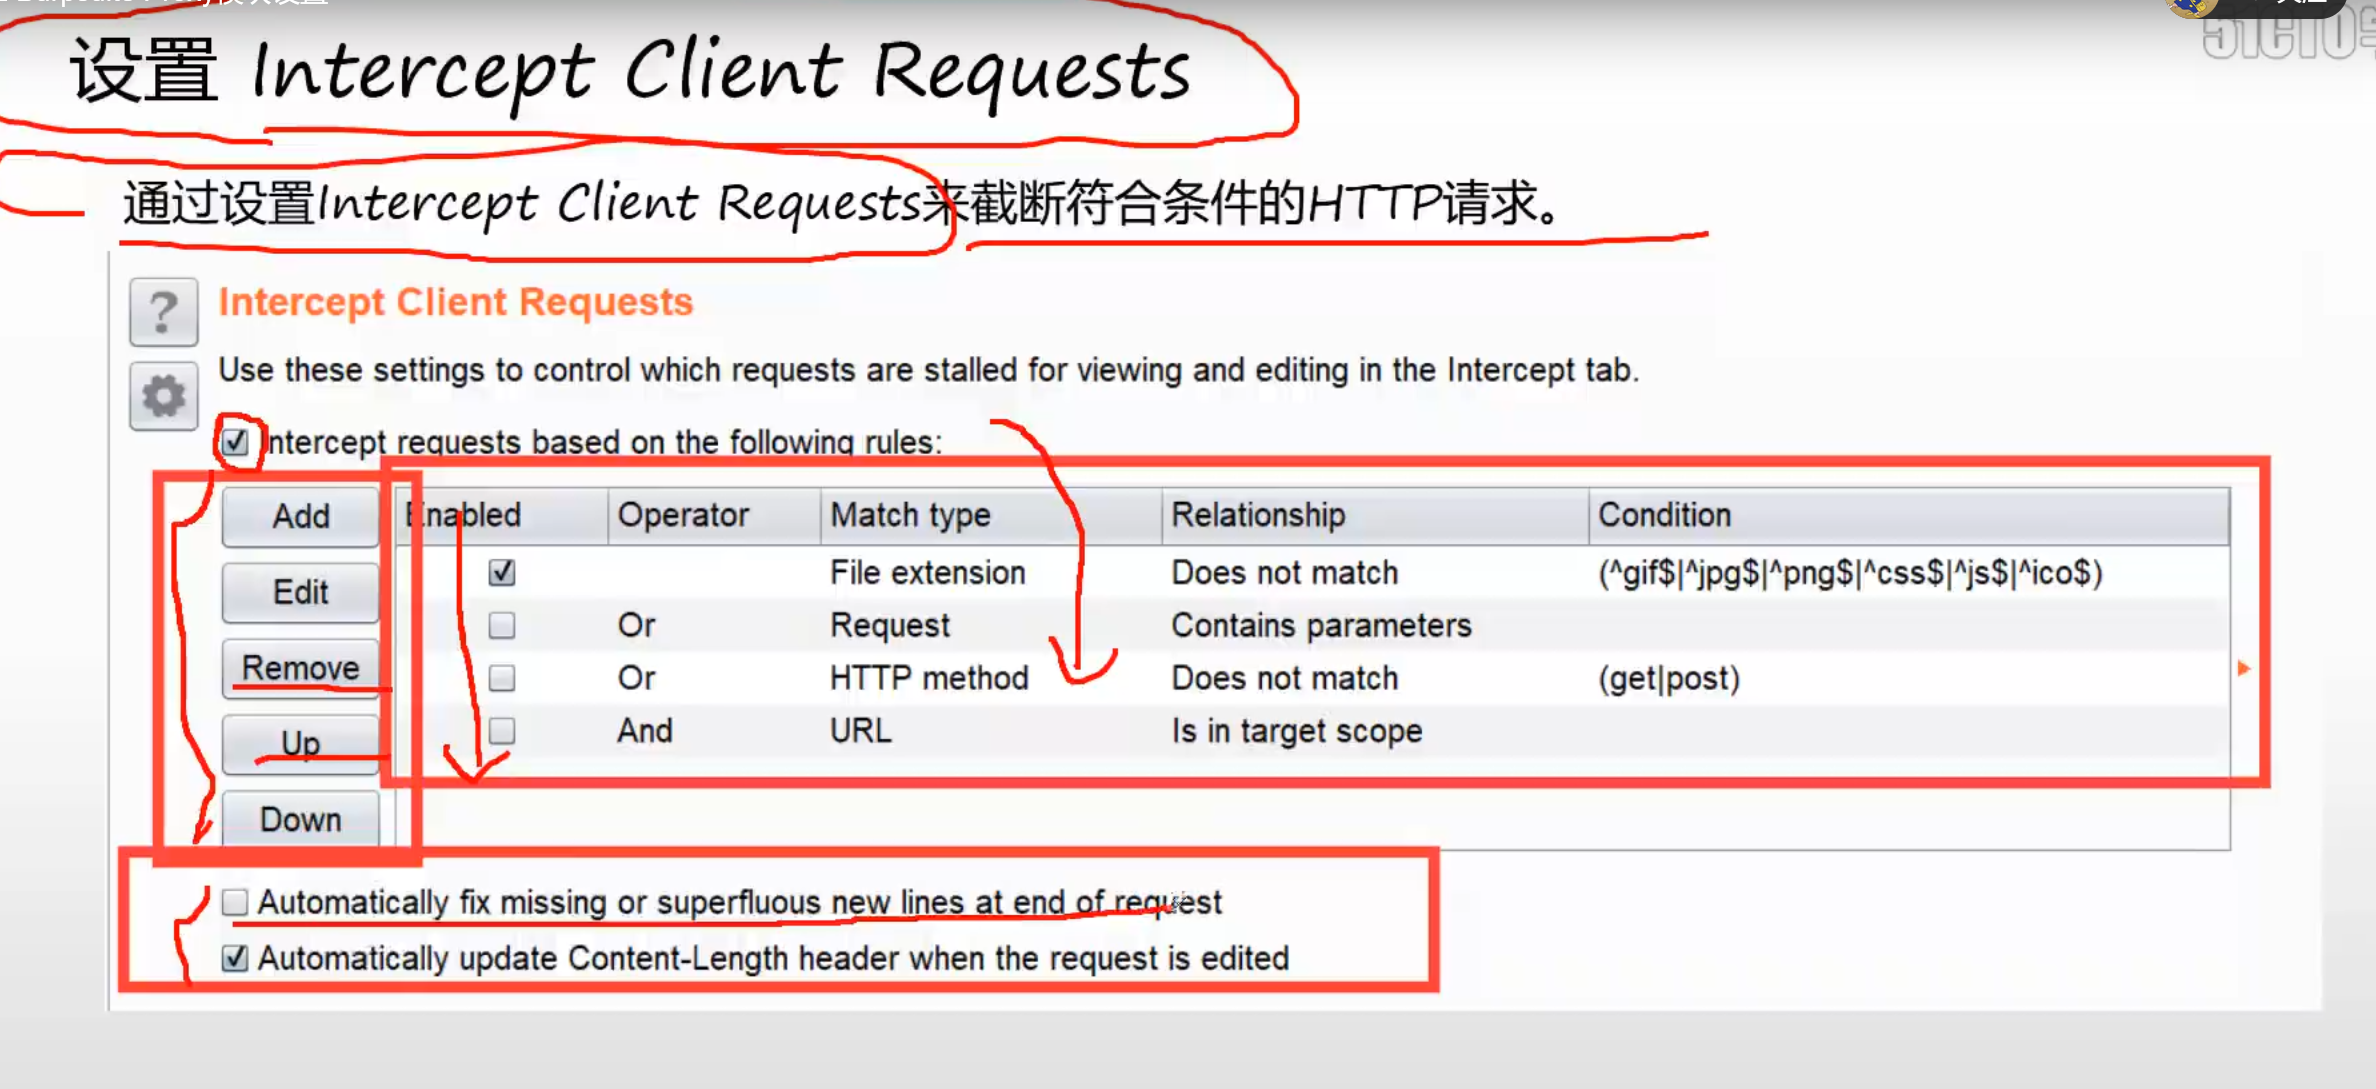 设置 Intercept Client Requests
通过设置Intercept Client Requests来截断符合条件的HTTP请求。
?
Intercept Client Requests
Use these settings to control which requests are stalled for viewing and editing in the Intercept tab.
Intercept requests based on the following rules:
Add
Edit
Remove
Up
Down
Enabled Operator Match type Relationship Condition
File extension Does not match (^gif$|^jpg$|^png$|^css$|^js$|^ico$)
Or Request Contains parameters
Or HTTP method Does not match (get|post)
And URL Is in target scope
Automatically fix missing or superfluous new lines at end of request
Automatically update Content-Length header when the request is edited